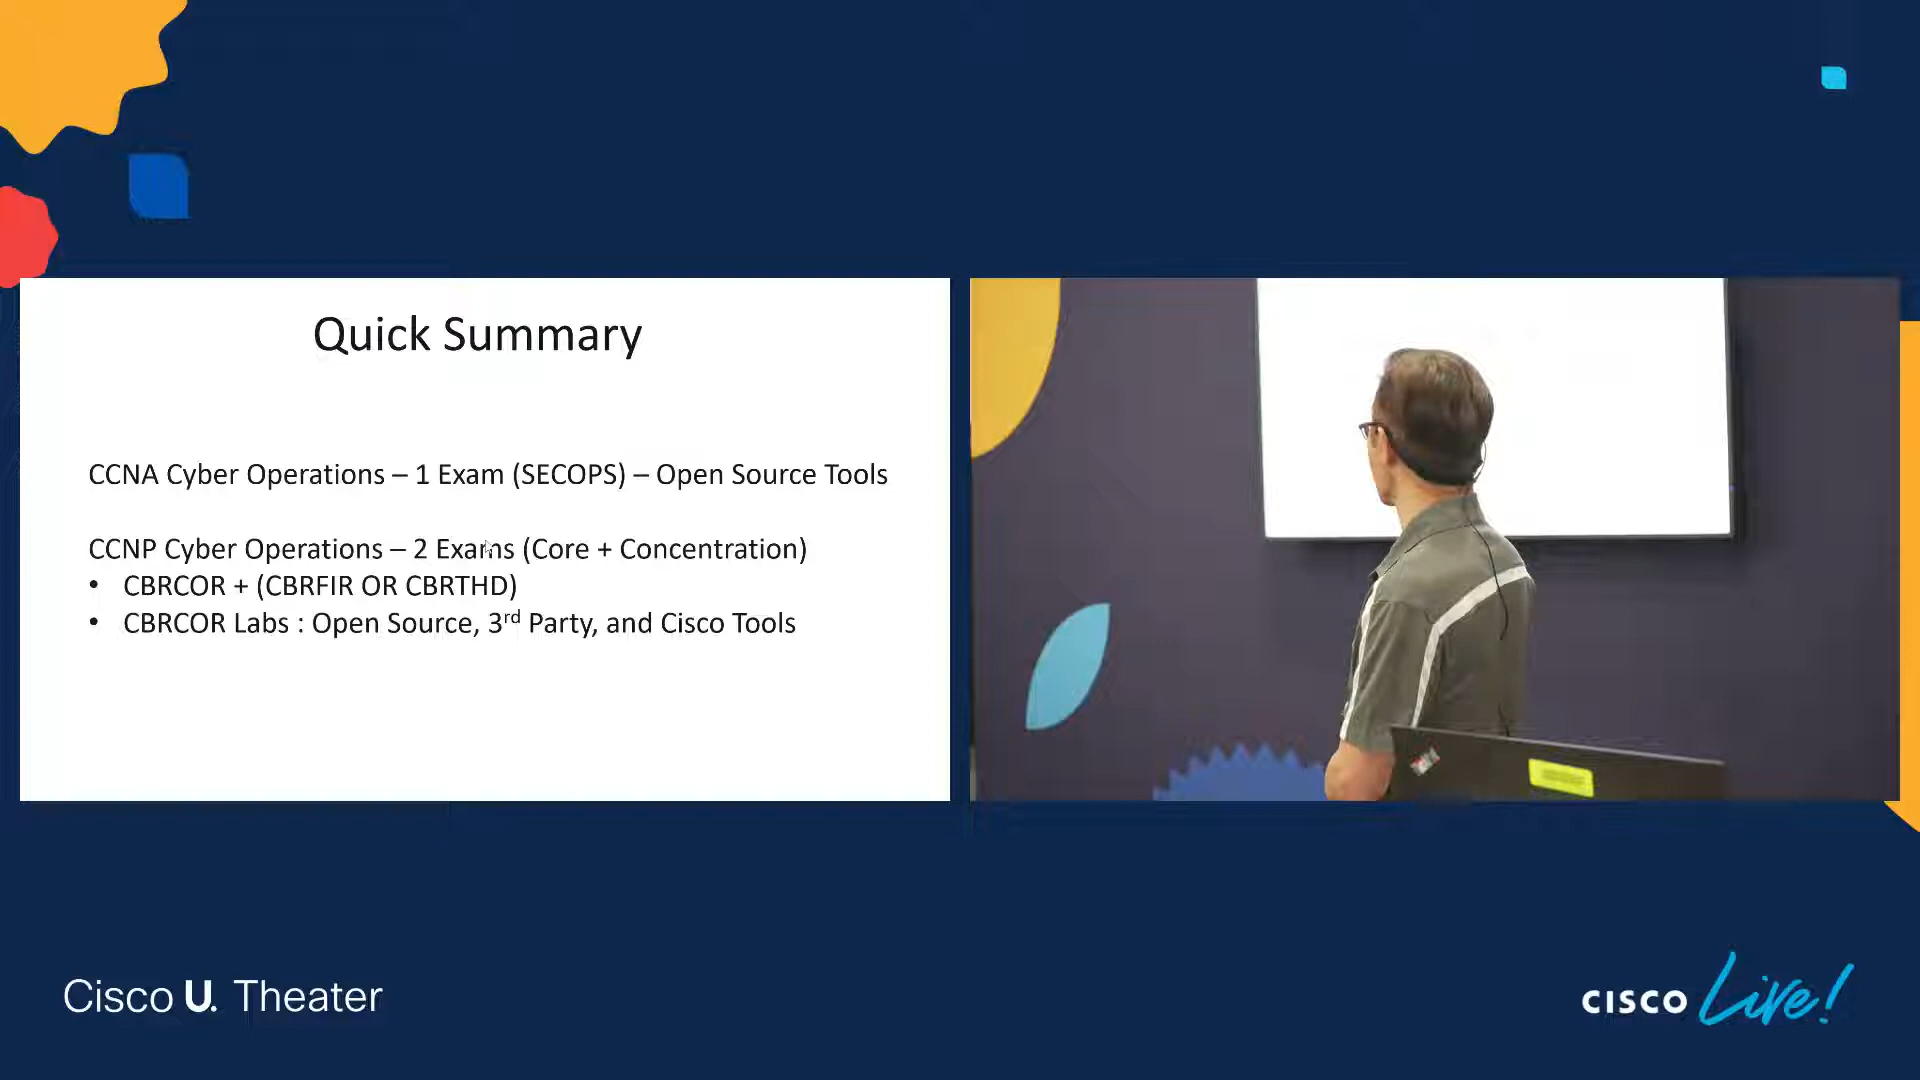 Quick Summary
CCNA Cyber Operations – 1 Exam (SECOPS) – Open Source Tools
CCNP Cyber Operations – 2 Exams (Core + Concentration)
• CBRCOR + (CBRFIR OR CBRTHD)
• CBRCOR Labs : Open Source, 3rd Party, and Cisco Tools
Cisco U. Theater
CISCO Live!